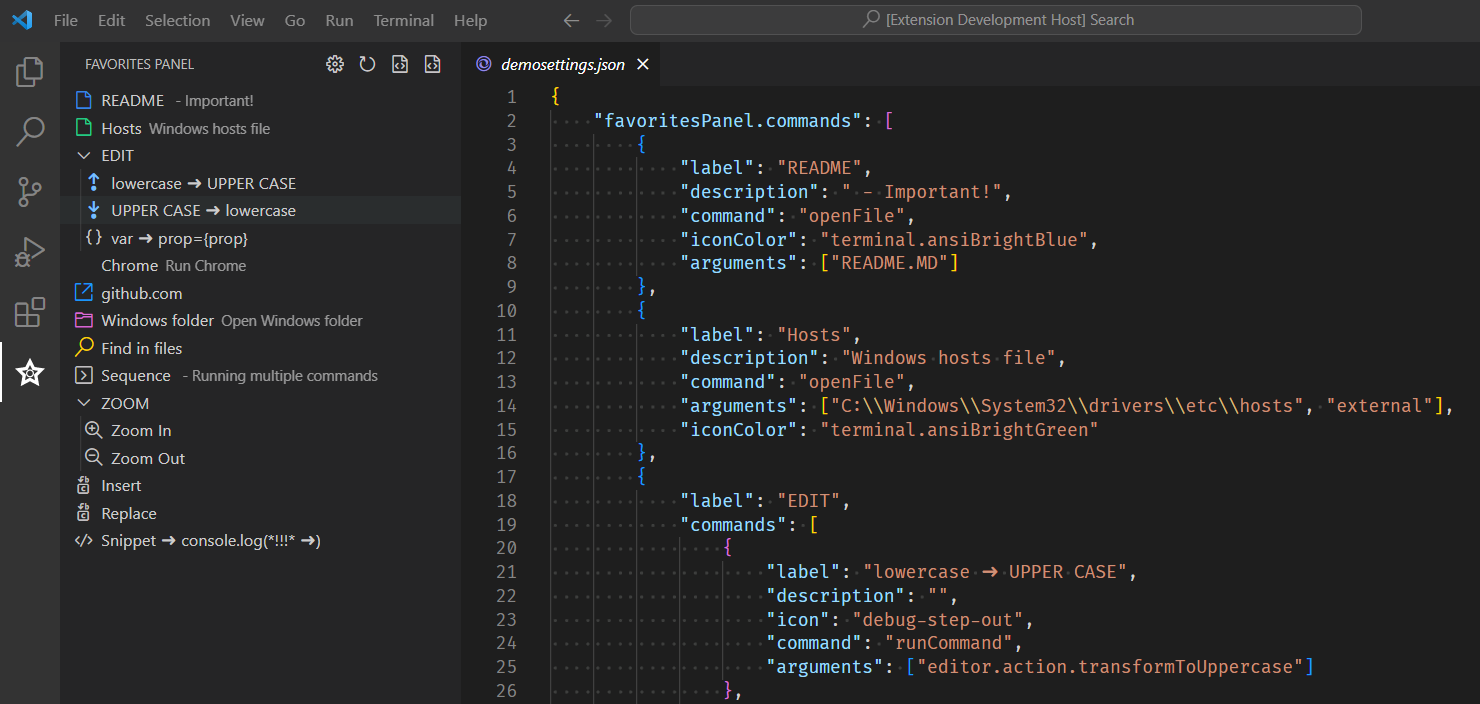 File Edit Selection View Go Run Terminal Help [Extension Development Host] Search
FAVORITES PANEL
README - Important!
Hosts Windows hosts file
EDIT
lowercase → UPPER CASE
UPPER CASE → lowercase
{} var → prop={prop}
Chrome Run Chrome
github.com
Windows folder Open Windows folder
Find in files
Sequence - Running multiple commands
ZOOM
Zoom In
Zoom Out
Insert
Replace
Snippet → console.log(*!!!* →)
demosettings.json
1 {
2 "favoritesPanel.commands": [
3 {
4 "label": "README",
5 "description": " - Important!",
6 "command": "openFile",
7 "iconColor": "terminal.ansiBrightBlue",
8 "arguments": ["README.MD"]
9 },
10 {
11 "label": "Hosts",
12 "description": "Windows hosts file",
13 "command": "openFile",
14 "arguments": ["C:\\Windows\\System32\\drivers\\etc\\hosts", "external"],
15 "iconColor": "terminal.ansiBrightGreen"
16 },
17 {
18 "label": "EDIT",
19 "commands": [
20 {
21 "label": "lowercase → UPPER CASE",
22 "description": "",
23 "icon": "debug-step-out",
24 "command": "runCommand",
25 "arguments": ["editor.action.transformToUppercase"]
26 },